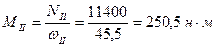 M_II = N_II / ω_II = 11400 / 45,5 = 250,5 н · м